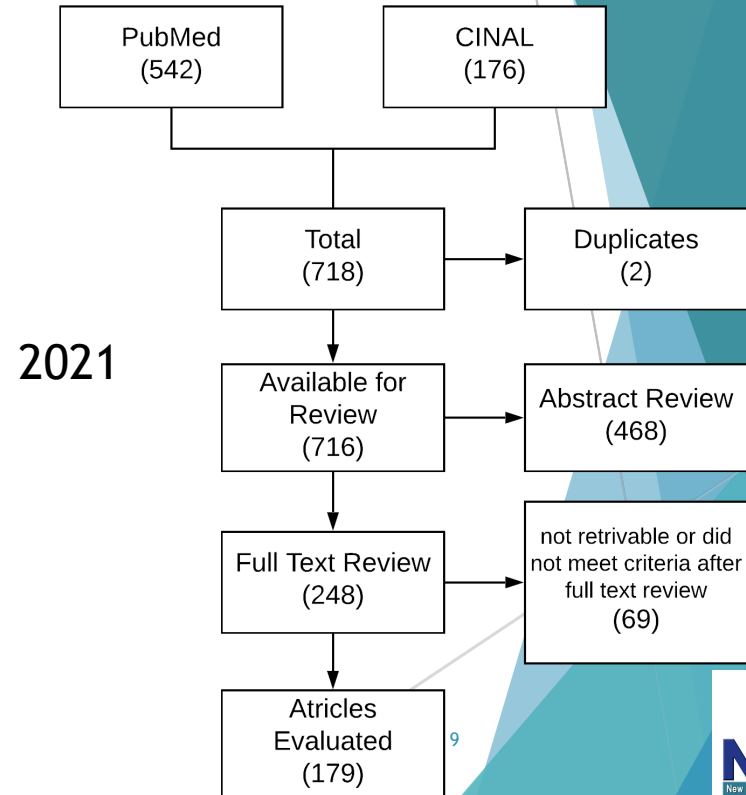 PubMed
(542)
CINAL
(176)
Total
(718)
Duplicates
(2)
2021
Available for
Review
(716)
Abstract Review
(468)
Full Text Review
(248)
not retrivable or did
not meet criteria after
full text review
(69)
Atricles
Evaluated
(179)
9
New